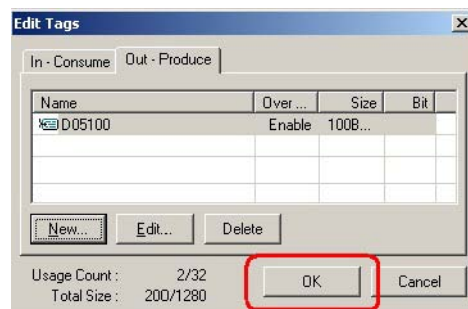 Edit Tags
In - Consume Out - Produce
Name Over ... Size Bit
D05100 Enable 100B...
New... Edit... Delete
Usage Count : 2/32
Total Size : 200/1280
OK Cancel